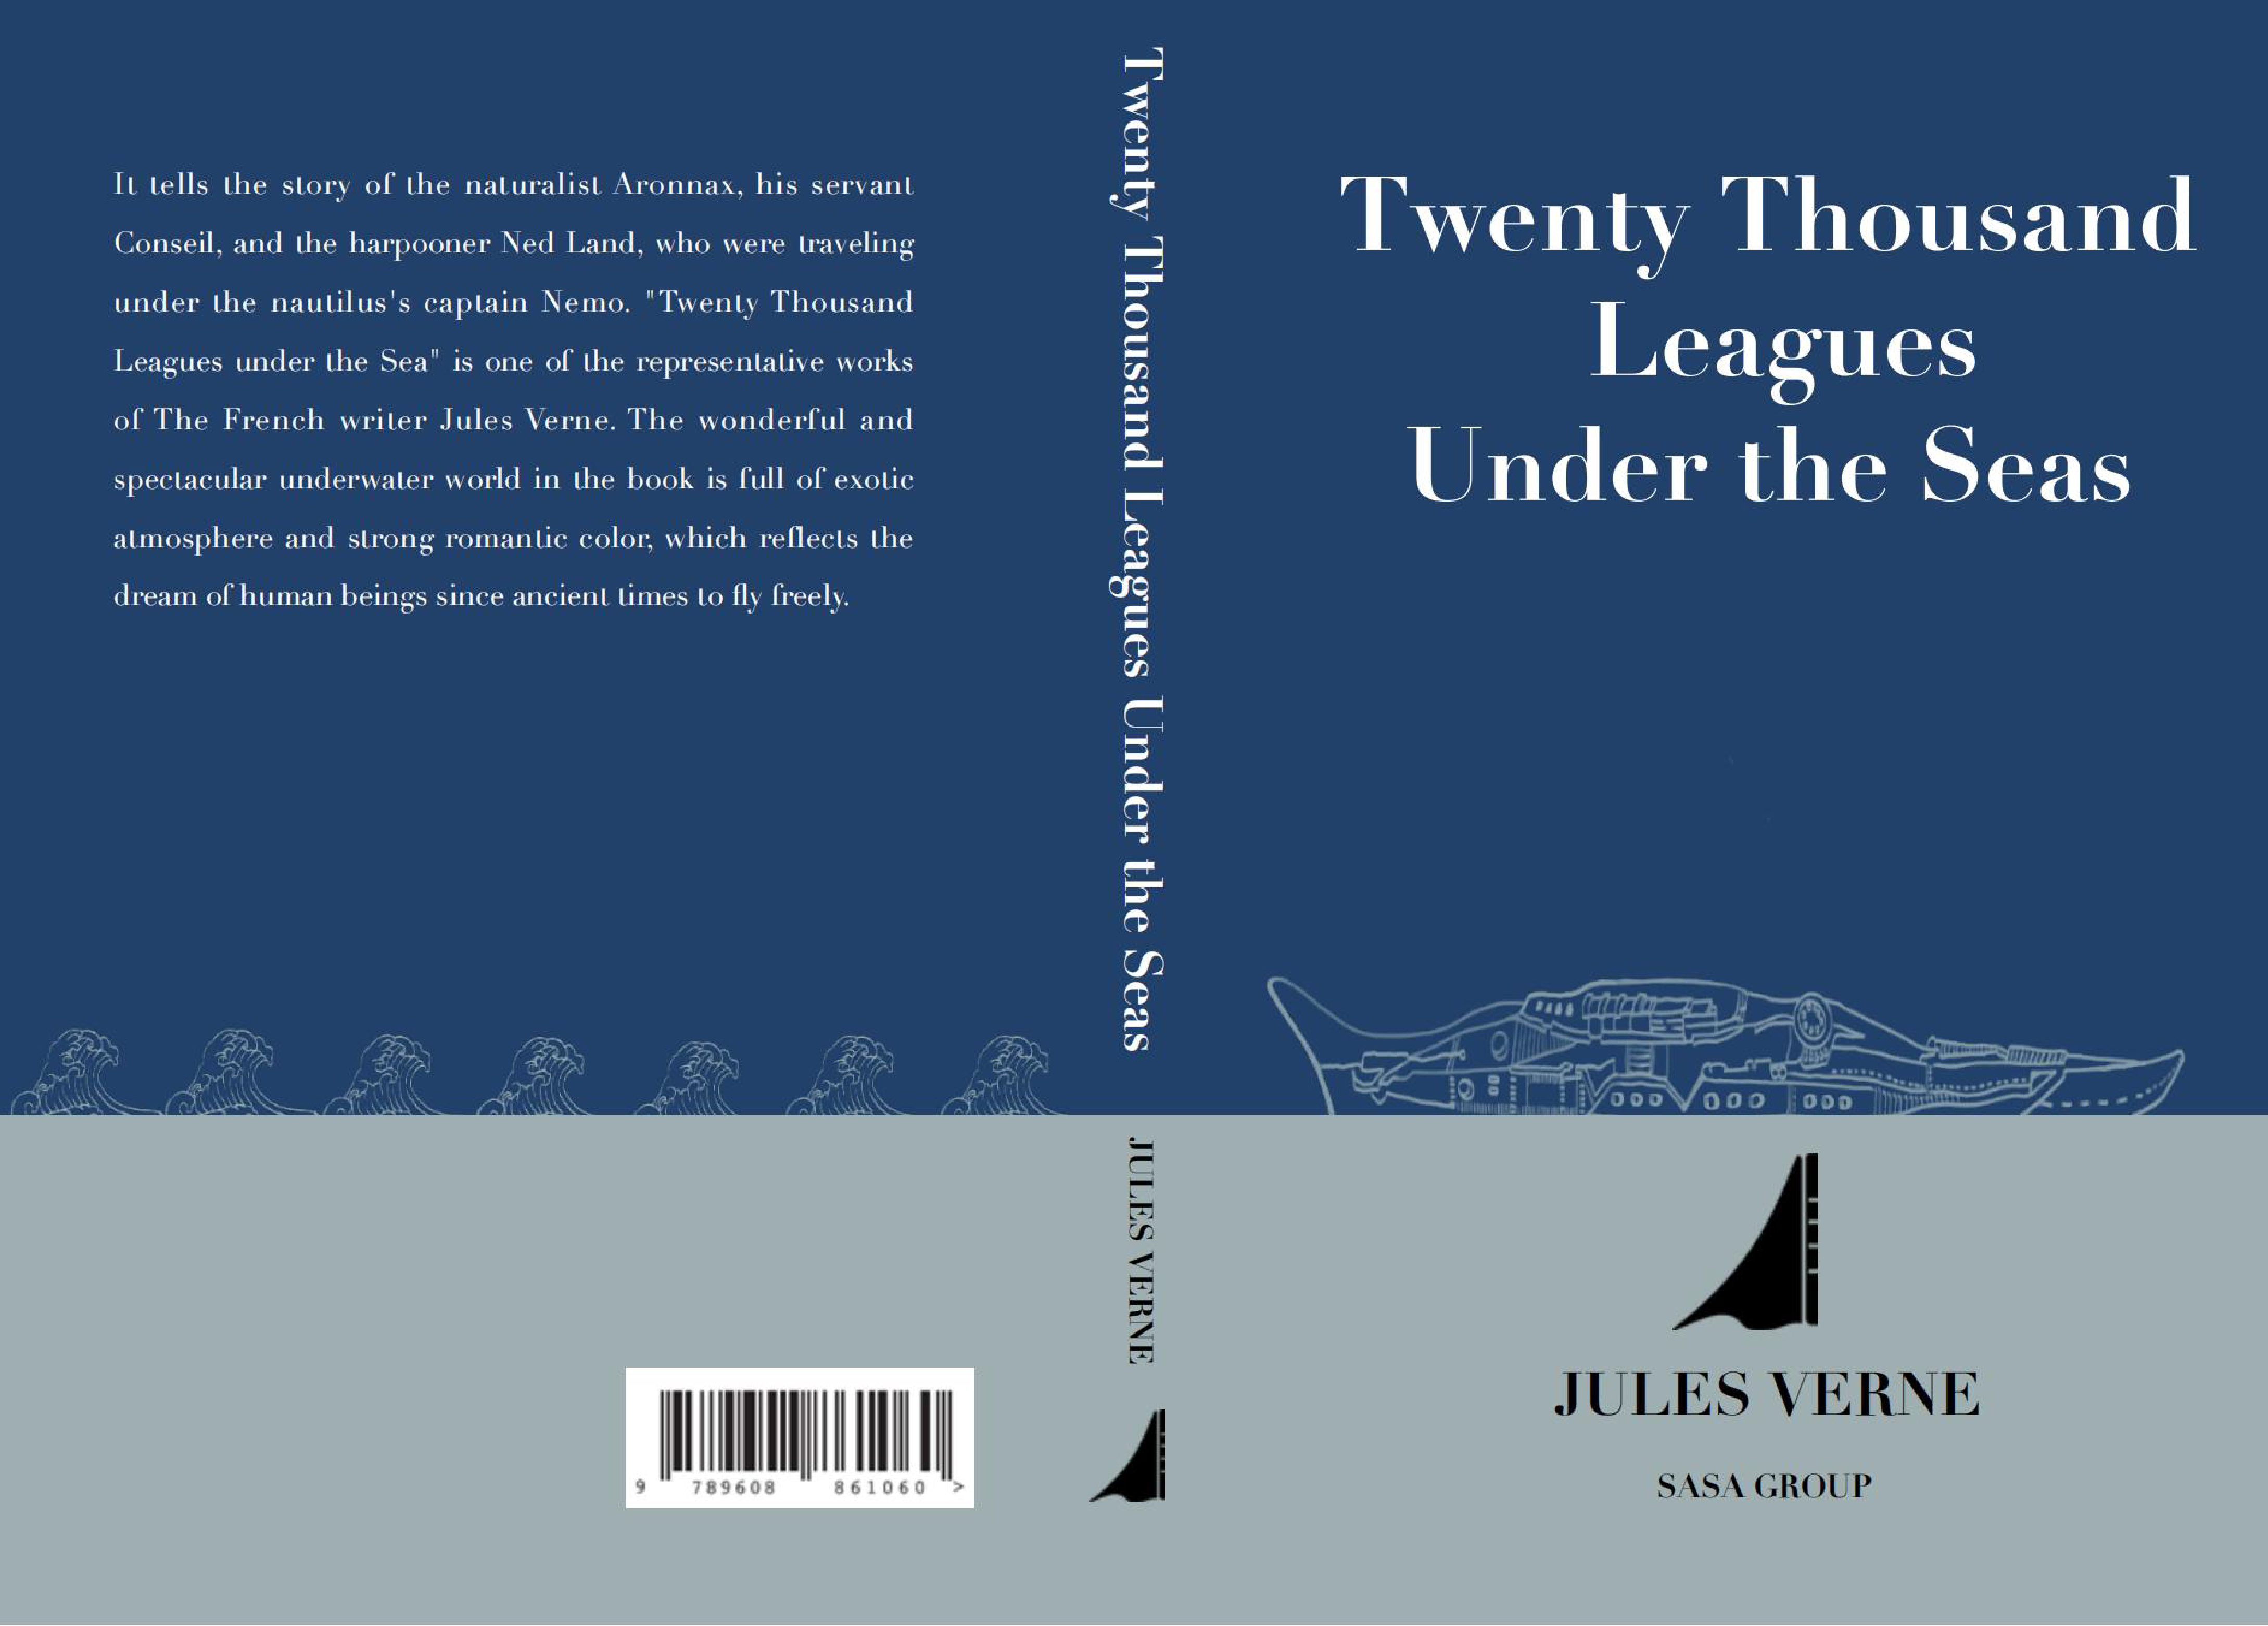 It tells the story of the naturalist Aronnax, his servant
Conseil, and the harpooner Ned Land, who were traveling
under the nautilus's captain Nemo. "Twenty Thousand
Leagues under the Sea" is one of the representative works
of The French writer Jules Verne. The wonderful and
spectacular underwater world in the book is full of exotic
atmosphere and strong romantic color, which reflects the
dream of human beings since ancient times to fly freely.
9 789608 861060 >
Twenty Thousand Leagues Under the Seas
JULES VERNE
Twenty Thousand
Leagues
Under the Seas
JULES VERNE
SASA GROUP